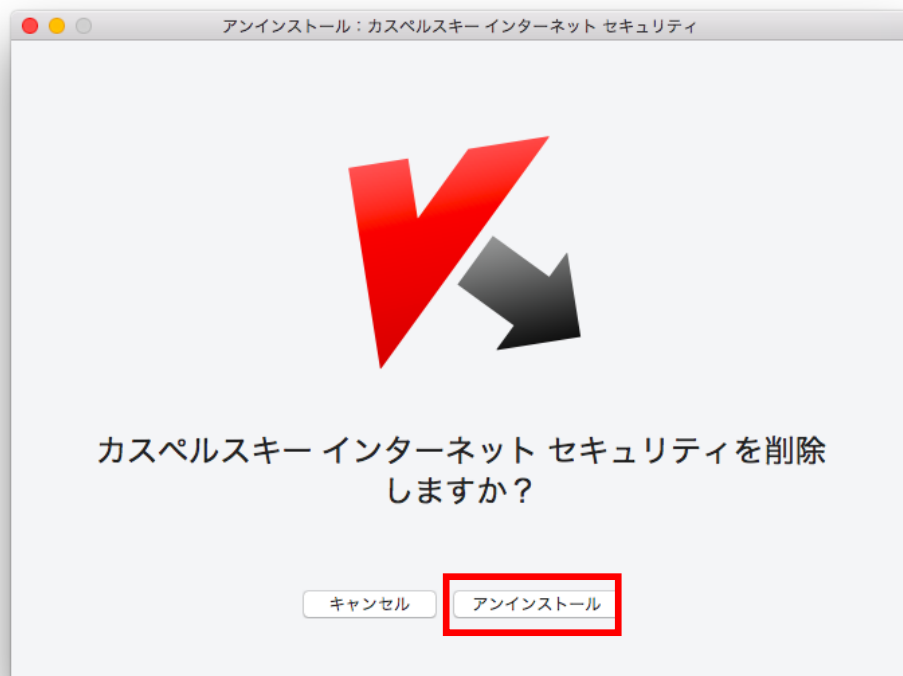 アンインストール：カスペルスキー インターネット セキュリティ
カスペルスキー インターネット セキュリティを削除
しますか？
キャンセル
アンインストール